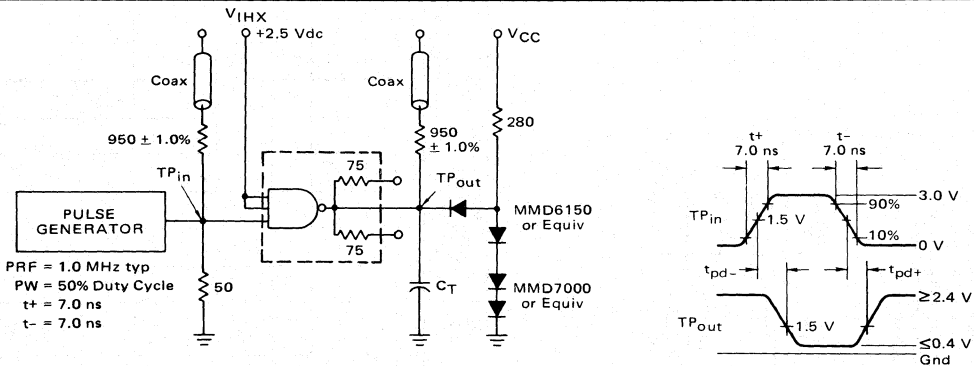 VIHX
+2.5 Vdc
VCC
Coax
Coax
280
950 ± 1.0%
950
± 1.0%
75
TPin
TPout
PULSE
GENERATOR
MMD6150
or Equiv
75
PRF = 1.0 MHz typ
PW = 50% Duty Cycle
t+ = 7.0 ns
t− = 7.0 ns
50
CT
MMD7000
or Equiv
t+
7.0 ns
t−
7.0 ns
3.0 V
90%
TPin
1.5 V
10%
0 V
tpd−
tpd+
≥2.4 V
TPout
1.5 V
≤0.4 V
Gnd